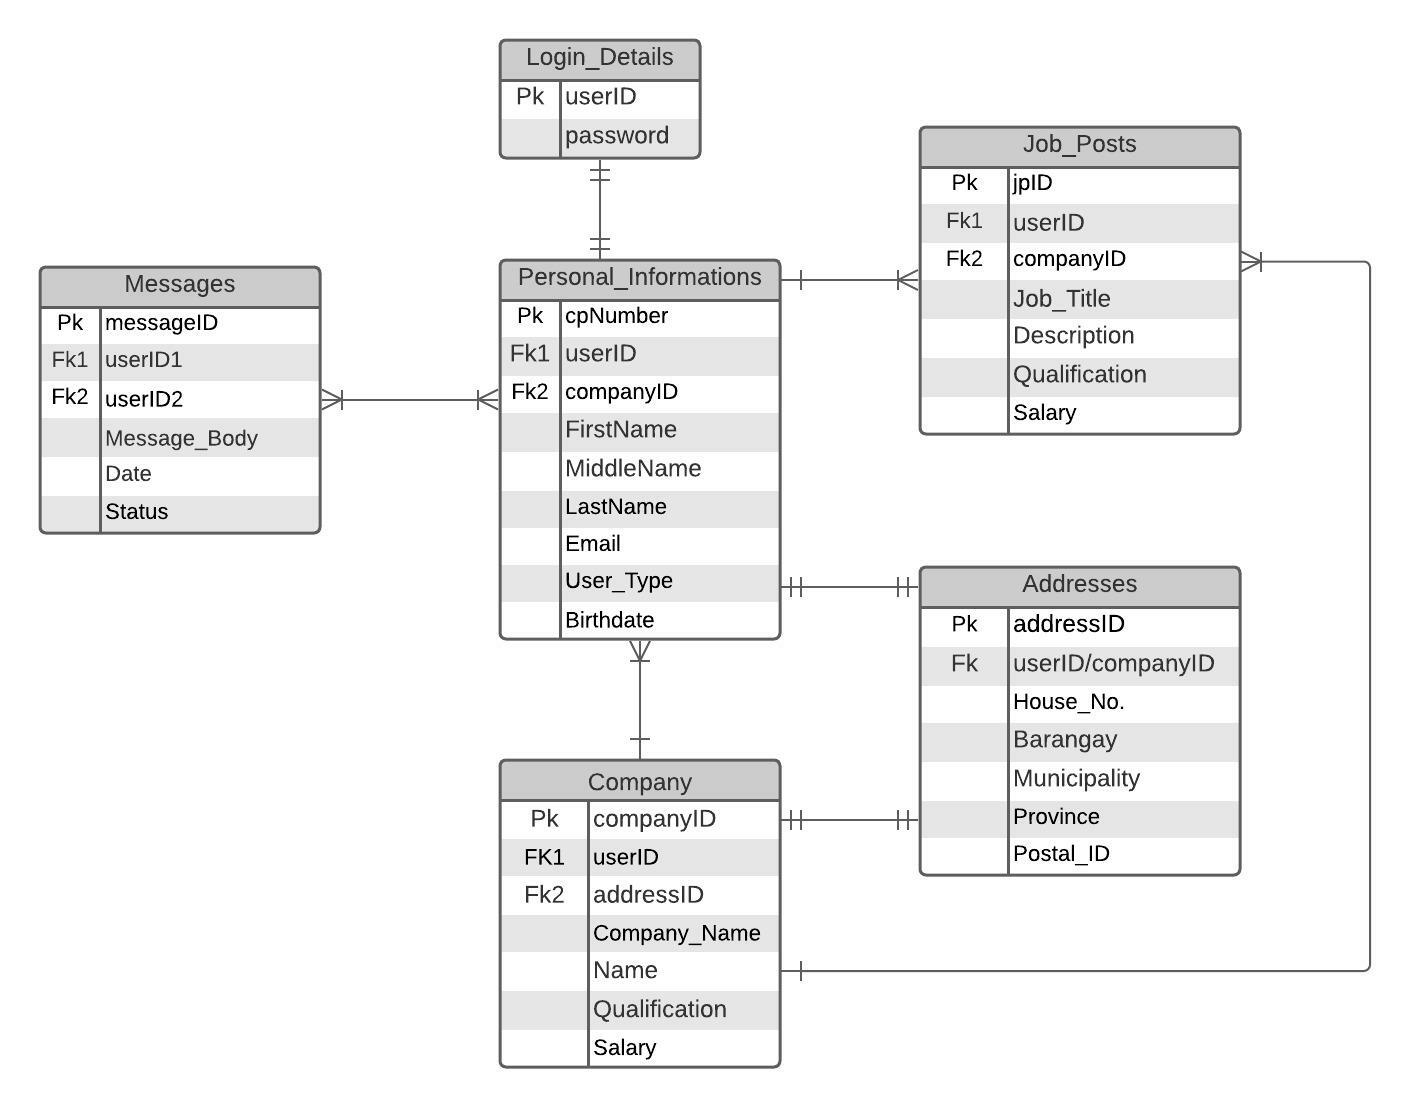 Login_Details
Pk userID
password
Job_Posts
Pk jpID
Fk1 userID
Fk2 companyID
Job_Title
Description
Qualification
Salary
Messages
Pk messageID
Fk1 userID1
Fk2 userID2
Message_Body
Date
Status
Personal_Informations
Pk cpNumber
Fk1 userID
Fk2 companyID
FirstName
MiddleName
LastName
Email
User_Type
Birthdate
Addresses
Pk addressID
Fk userID/companyID
House_No.
Barangay
Municipality
Province
Postal_ID
Company
Pk companyID
FK1 userID
Fk2 addressID
Company_Name
Name
Qualification
Salary